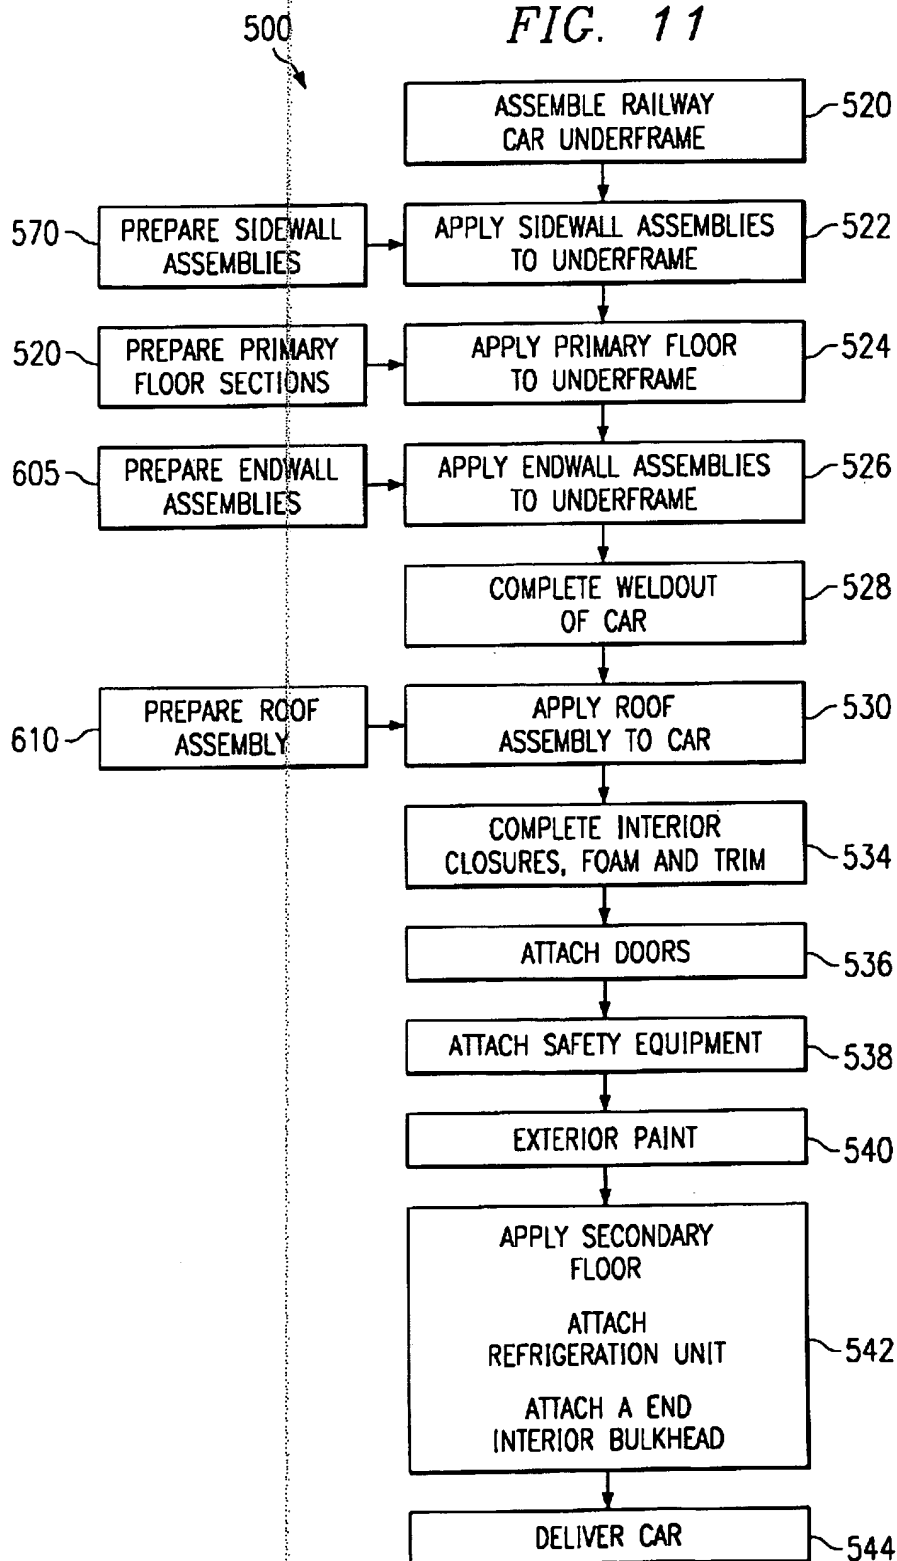 500
FIG. 11
ASSEMBLE RAILWAY
CAR UNDERFRAME
520
570
PREPARE SIDEWALL
ASSEMBLIES
APPLY SIDEWALL ASSEMBLIES
TO UNDERFRAME
522
520
PREPARE PRIMARY
FLOOR SECTIONS
APPLY PRIMARY FLOOR
TO UNDERFRAME
524
605
PREPARE ENDWALL
ASSEMBLIES
APPLY ENDWALL ASSEMBLIES
TO UNDERFRAME
526
COMPLETE WELDOUT
OF CAR
528
610
PREPARE ROOF
ASSEMBLY
APPLY ROOF
ASSEMBLY TO CAR
530
COMPLETE INTERIOR
CLOSURES, FOAM AND TRIM
534
ATTACH DOORS
536
ATTACH SAFETY EQUIPMENT
538
EXTERIOR PAINT
540
APPLY SECONDARY
FLOOR
ATTACH
REFRIGERATION UNIT
ATTACH A END
INTERIOR BULKHEAD
542
DELIVER CAR
544